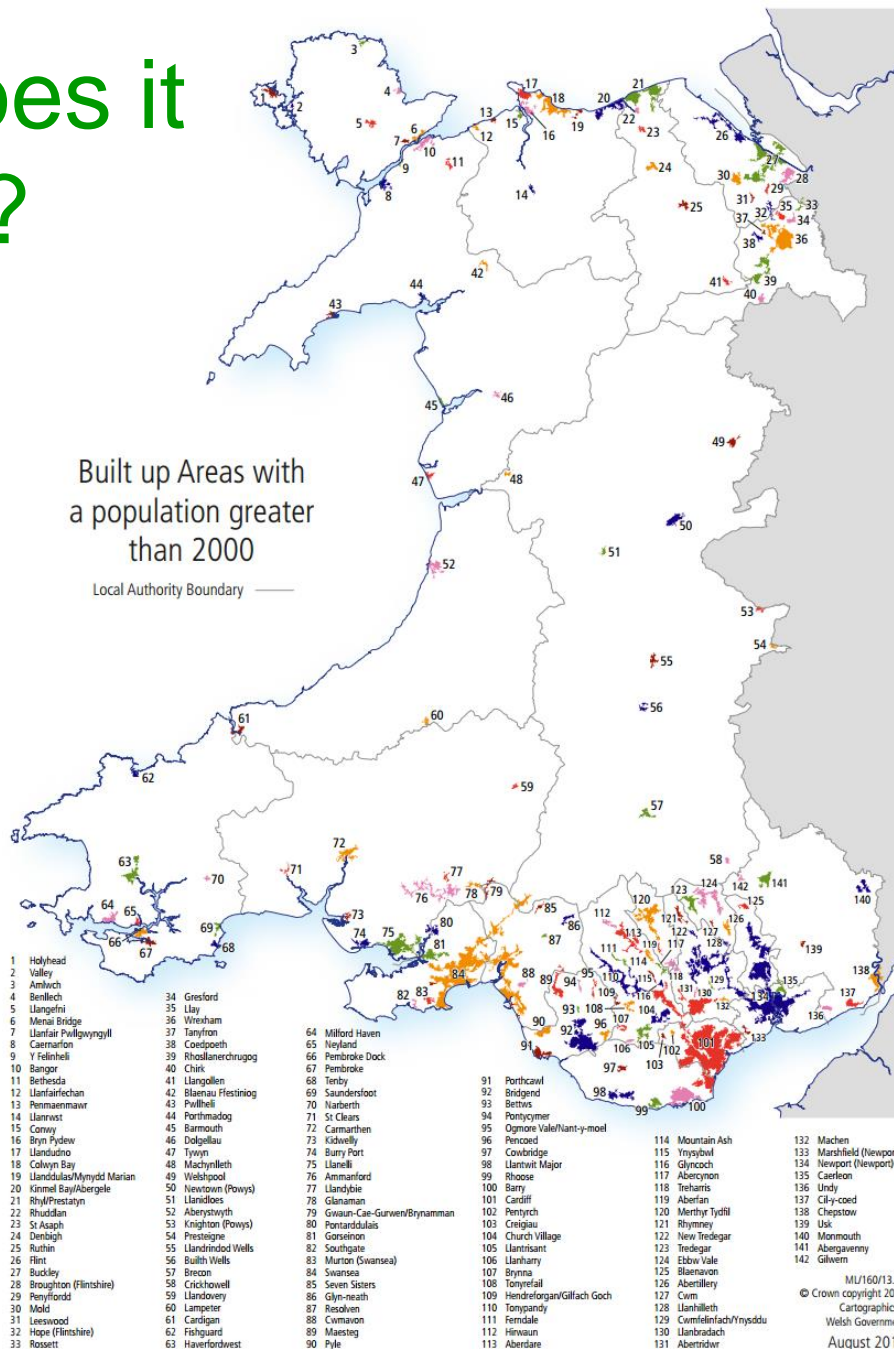 oes it
?
Built up Areas with
a population greater
than 2000
Local Authority Boundary
1 Holyhead
2 Valley
3 Amlwch
4 Benllech
5 Llangefni
6 Menai Bridge
7 Llanfair Pwllgwyngyll
8 Caernarfon
9 Y Felinheli
10 Bangor
11 Bethesda
12 Llanfairfechan
13 Penmaenmawr
14 Llanrwst
15 Conwy
16 Bryn Pydew
17 Llandudno
18 Colwyn Bay
19 Llanddulas/Mynydd Marian
20 Kinmel Bay/Abergele
21 Rhyl/Prestatyn
22 Rhuddlan
23 St Asaph
24 Denbigh
25 Ruthin
26 Flint
27 Buckley
28 Broughton (Flintshire)
29 Penyffordd
30 Mold
31 Leeswood
32 Hope (Flintshire)
33 Rossett
34 Gresford
35 Llay
36 Wrexham
37 Tanyfron
38 Coedpoeth
39 Rhosllanerchrugog
40 Chirk
41 Llangollen
42 Blaenau Ffestiniog
43 Pwllheli
44 Porthmadog
45 Barmouth
46 Dolgellau
47 Tywyn
48 Machynlleth
49 Welshpool
50 Newtown (Powys)
51 Llanidloes
52 Aberystwyth
53 Knighton (Powys)
54 Presteigne
55 Llandrindod Wells
56 Builth Wells
57 Brecon
58 Crickhowell
59 Llandovery
60 Lampeter
61 Cardigan
62 Fishguard
63 Haverfordwest
64 Milford Haven
65 Neyland
66 Pembroke Dock
67 Pembroke
68 Tenby
69 Saundersfoot
70 Narberth
71 St Clears
72 Carmarthen
73 Kidwelly
74 Burry Port
75 Llanelli
76 Ammanford
77 Llandybie
78 Glanaman
79 Gwaun-Cae-Gurwen/Brynamman
80 Pontarddulais
81 Gorseinon
82 Southgate
83 Murton (Swansea)
84 Swansea
85 Seven Sisters
86 Glyn-neath
87 Resolven
88 Cwmavon
89 Maesteg
90 Pyle
91 Porthcawl
92 Bridgend
93 Bettws
94 Pontycymer
95 Ogmore Vale/Nant-y-moel
96 Pencoed
97 Cowbridge
98 Llantwit Major
99 Rhoose
100 Barry
101 Cardiff
102 Pentyrch
103 Creigiau
104 Church Village
105 Llantrisant
106 Llanharry
107 Brynna
108 Tonyrefail
109 Hendreforgan/Gilfach Goch
110 Tonypandy
111 Ferndale
112 Hirwaun
113 Aberdare
114 Mountain Ash
115 Ynysybwl
116 Glyncoch
117 Abercynon
118 Treharris
119 Aberfan
120 Merthyr Tydfil
121 Rhymney
122 New Tredegar
123 Tredegar
124 Ebbw Vale
125 Blaenavon
126 Abertillery
127 Cwm
128 Llanhilleth
129 Cwmfelinfach/Ynysddu
130 Llanbradach
131 Abertridwr
132 Machen
133 Marshfield (Newpor
134 Newport (Newport)
135 Caerleon
136 Undy
137 Cil-y-coed
138 Chepstow
139 Usk
140 Monmouth
141 Abergavenny
142 Gilwern
ML/160/13.
© Crown copyright 20
Cartographic
Welsh Governme
August 201